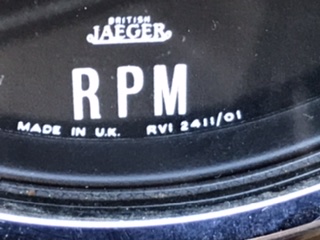 BRITISH
JAEGER
RPM
MADE IN U.K. RVI 2411/01